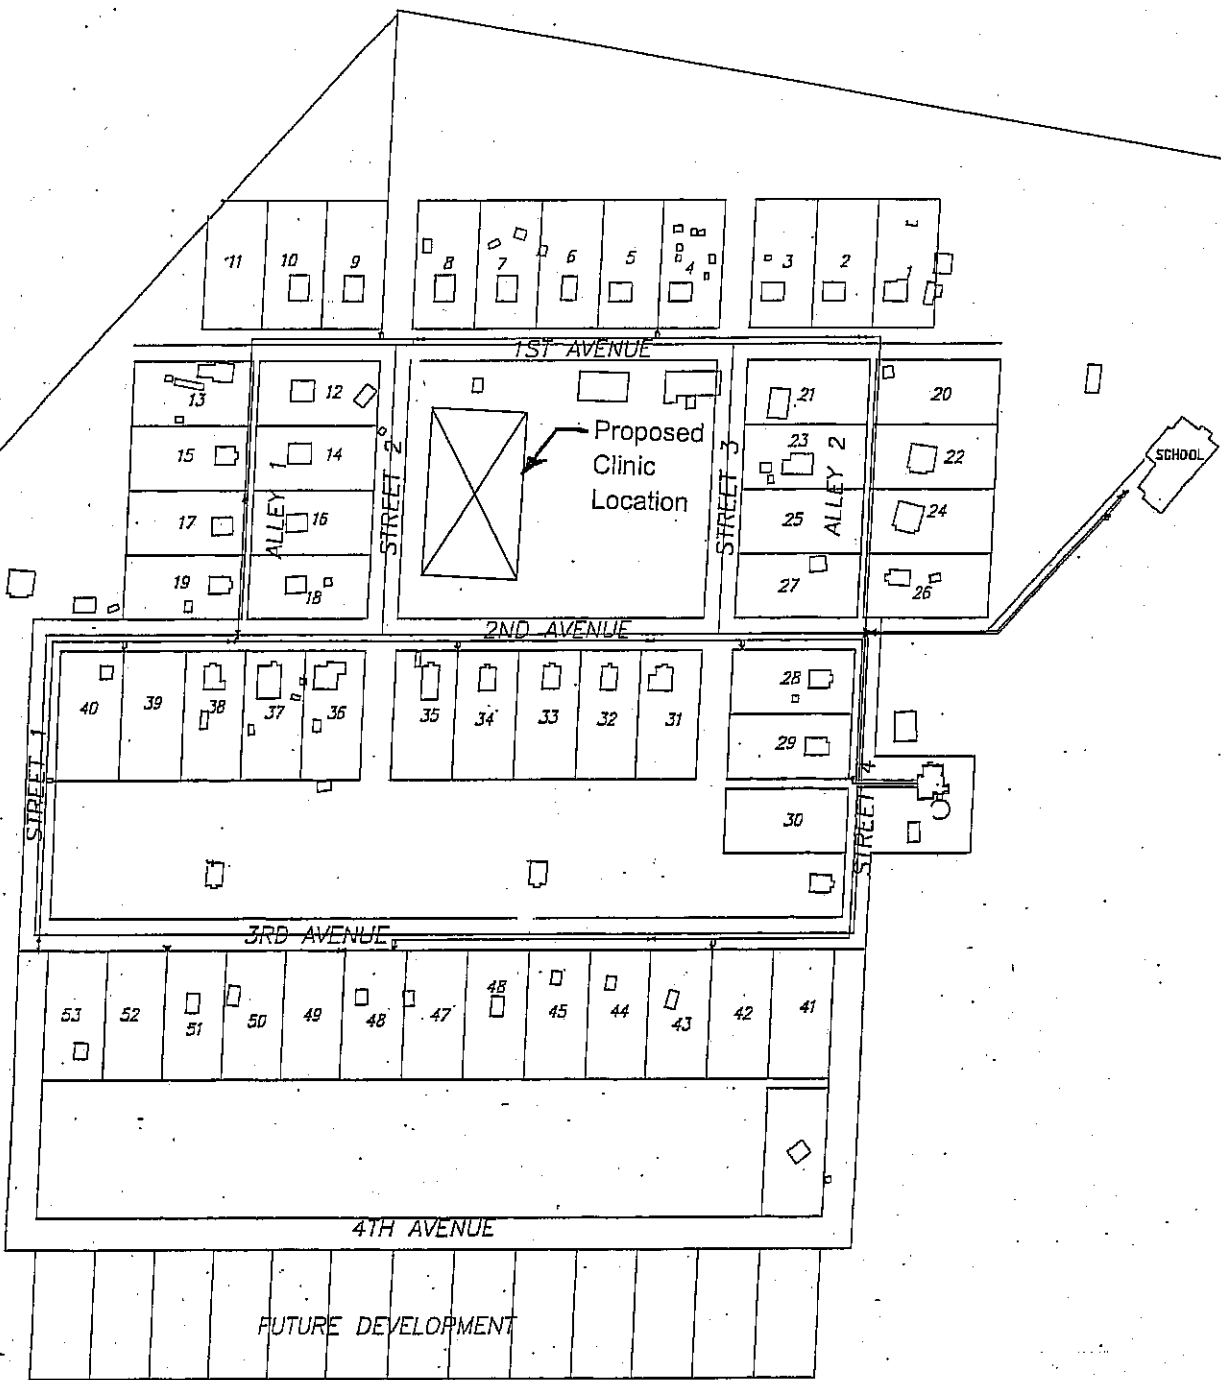 11 10 9 8 7 6 5 4 3 2 1
1ST AVENUE
13 12 21 20
Proposed
Clinic
Location
15 14 23 22
17 16 25 24
19 18 27 26
ALLEY 1
STREET 2
STREET 3
ALLEY 2
SCHOOL
2ND AVENUE
40 39 38 37 36 35 34 33 32 31 28
29
30
STREET 1
STREET 4
3RD AVENUE
53 52 51 50 49 48 47 48 45 44 43 42 41
4TH AVENUE
FUTURE DEVELOPMENT